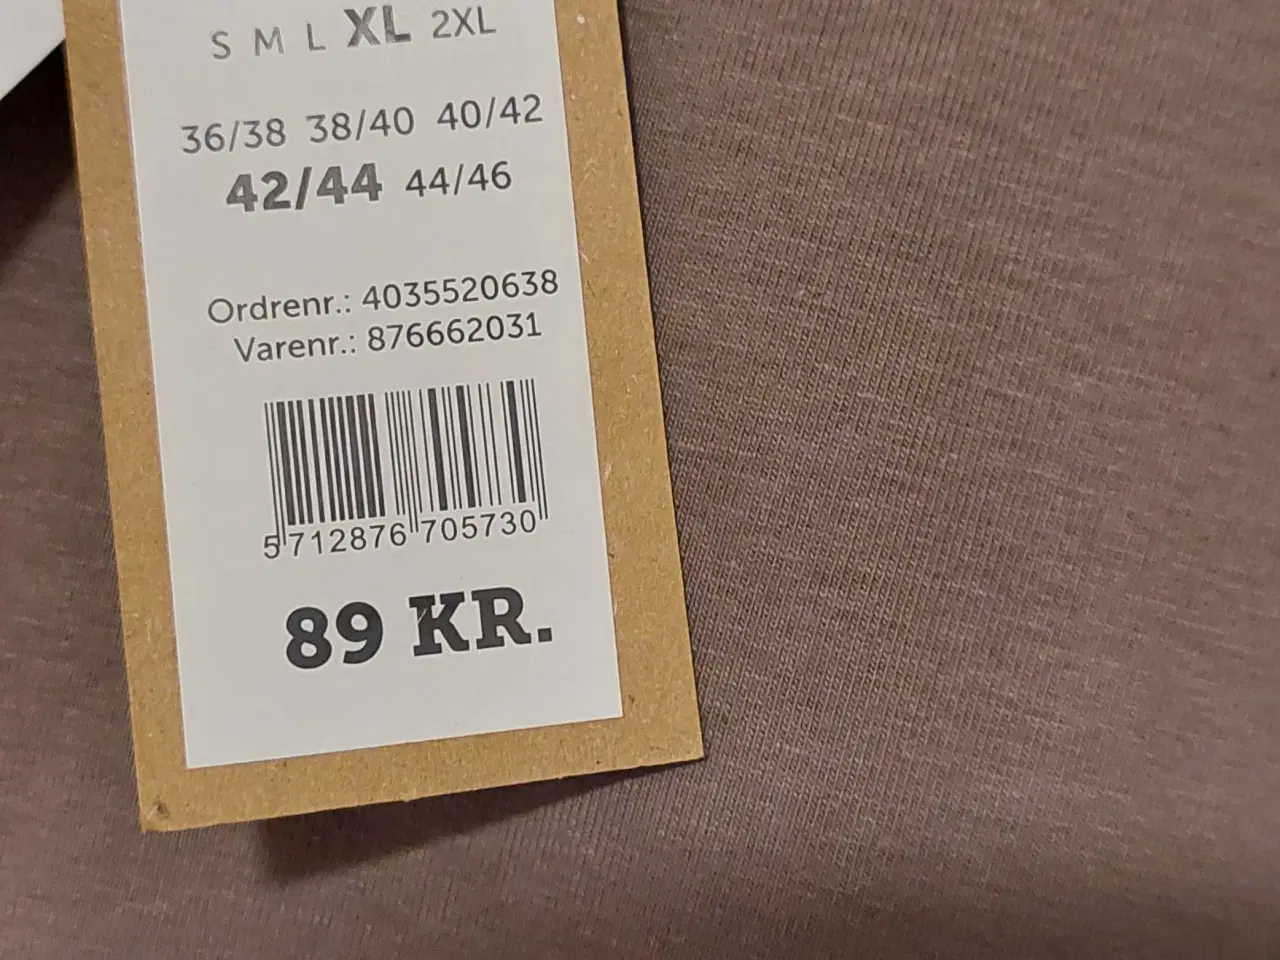 S M L XL 2XL
36/38 38/40 40/42
42/44 44/46
Ordrenr.: 4035520638
Varenr.: 876662031
5 712876 705730
89 KR.